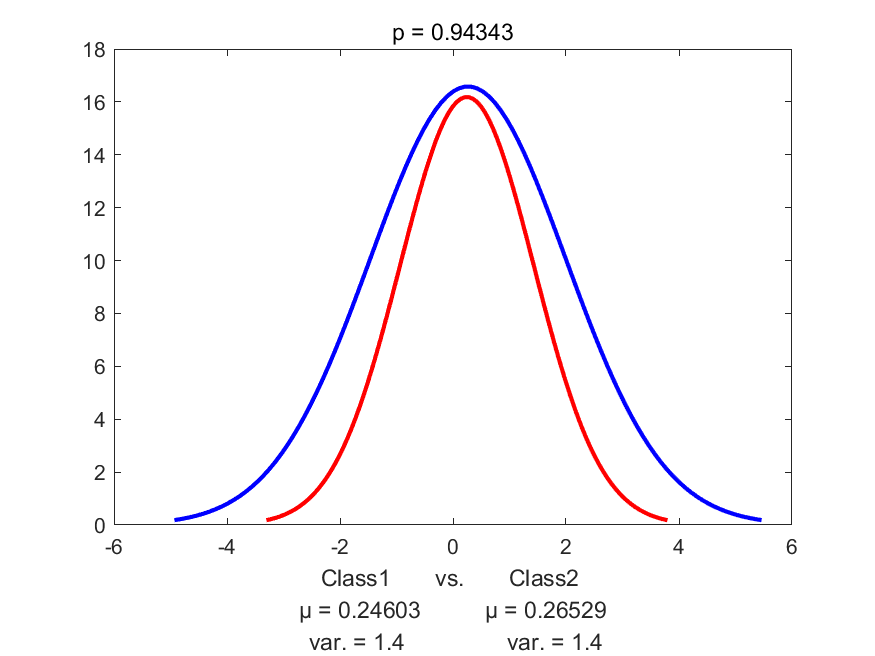 p = 0.94343
18
16
14
12
10
8
6
4
2
0
-6 -4 -2 0 2 4 6
Class1 vs. Class2
μ = 0.24603 μ = 0.26529
var. = 1.4 var. = 1.4